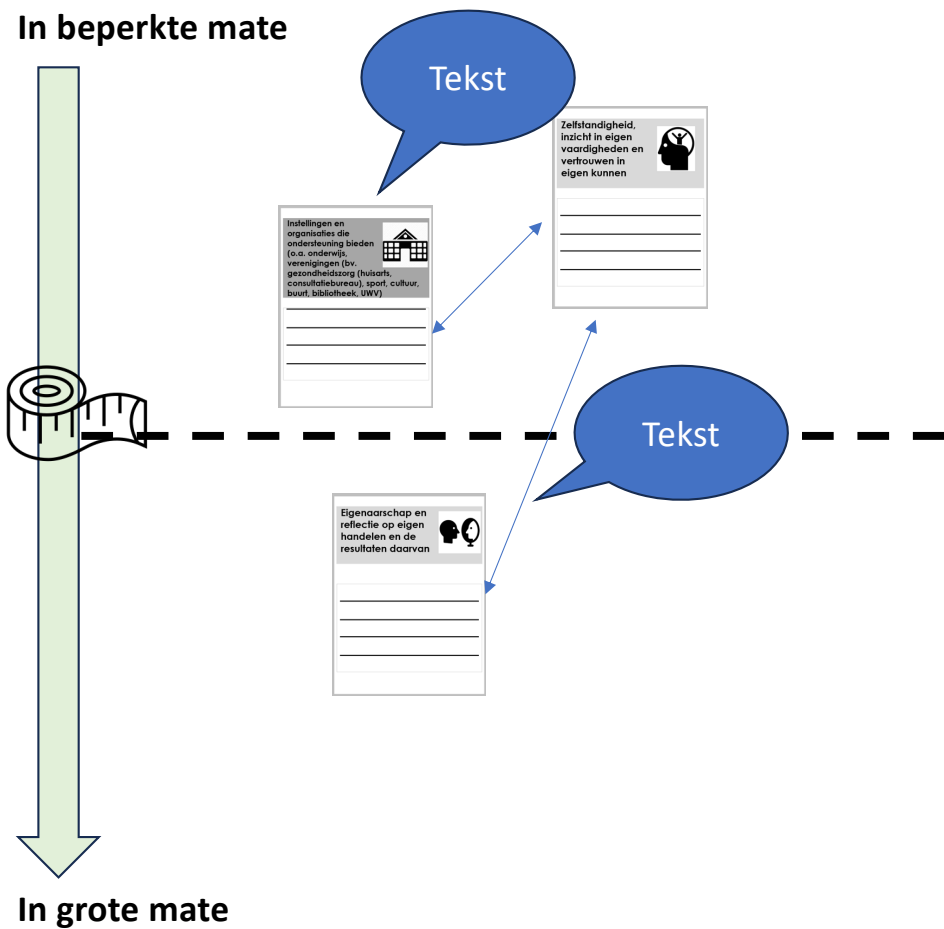 In beperkte mate
Tekst
Zelfstandigheid,
inzicht in eigen
vaardigheden en
vertrouwen in
eigen kunnen
Instellingen en
organisaties die
ondersteuning bieden
(o.a. onderwijs,
verenigingen (bv.
gezondheidszorg (huisarts,
consultatiebureau), sport, cultuur,
buurt, bibliotheek, UWV)
Tekst
Eigenaarschap en
reflectie op eigen
handelen en de
resultaten daarvan
In grote mate